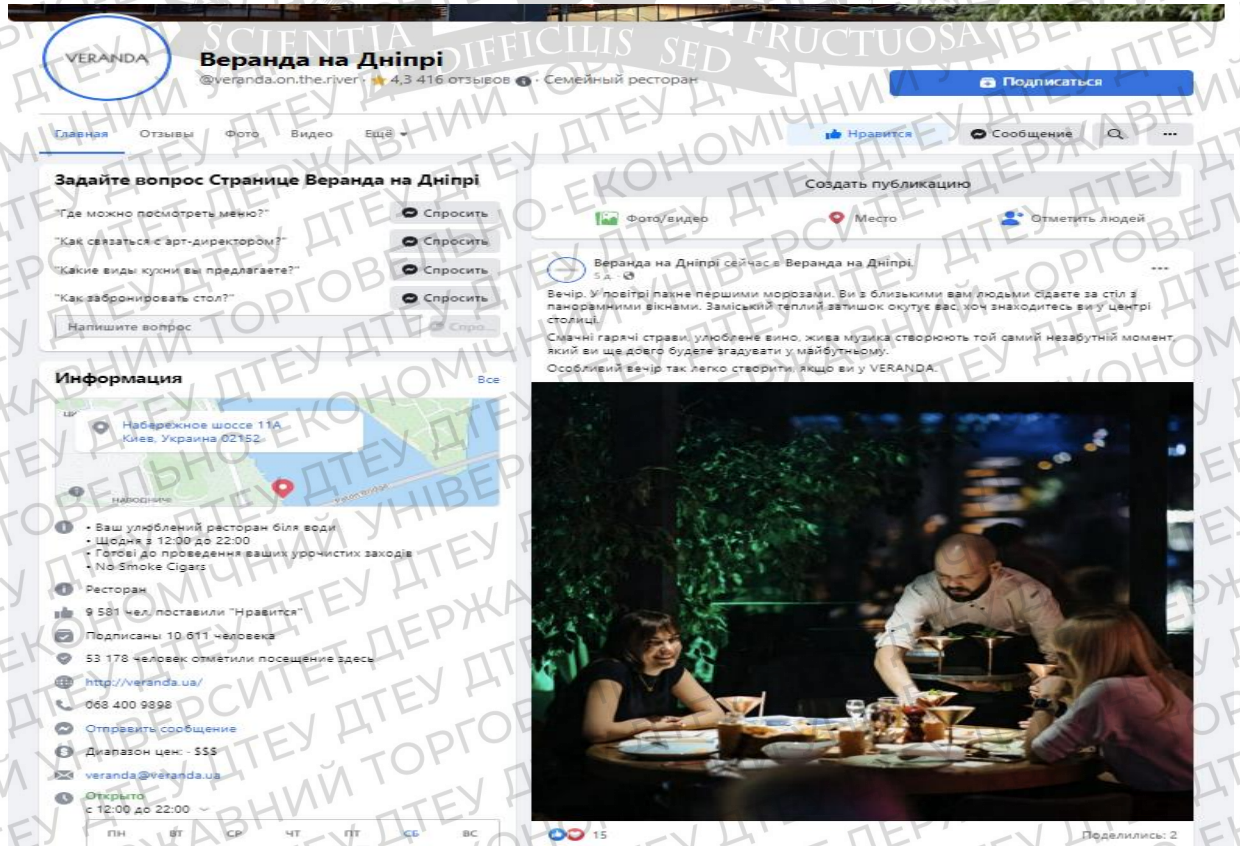 VERANDA
Веранда на Дніпрі
@veranda.on.the.river · 4,3 416 отзывов · Семейный ресторан
Подписаться
Главная Отзывы Фото Видео Ещё
Нравится Сообщение
Задайте вопрос Странице Веранда на Дніпрі
"Где можно посмотреть меню?" Спросить
"Как связаться с арт-директором?" Спросить
"Какие виды кухни вы предлагаете?" Спросить
"Как забронировать стол?" Спросить
Напишите вопрос Спро...
Информация Все
Набережное шоссе 11А
Киев, Украина 02152
НАВОДНИЧІ
Paton Bridge
• Ваш улюблений ресторан біля води
• Щодня з 12:00 до 22:00
• Готові до проведення ваших урочистих заходів
• No Smoke Cigars
Ресторан
9 581 чел. поставили "Нравится"
Подписаны 10 611 человека
53 178 человек отметили посещение здесь
http://veranda.ua/
068 400 9898
Отправить сообщение
Диапазон цен: · $$$
veranda@veranda.ua
Открыто
с 12:00 до 22:00
ПН ВТ СР ЧТ ПТ СБ ВС
Создать публикацию
Фото/видео Место Отметить людей
Веранда на Дніпрі сейчас в Веранда на Дніпрі.
5 д. ·
Вечір. У повітрі пахне першими морозами. Ви з близькими вам людьми сідаєте за стіл з
панорамними вікнами. Заміський теплий затишок окутує вас, хоч знаходитесь ви у центрі
столиці.
Смачні гарячі страви, улюблене вино, жива музика створюють той самий незабутній момент,
який ви ще довго будете згадувати у майбутньому.
Особливий вечір так легко створити, якщо ви у VERANDA.
15
Поделились: 2
SCIENTIA DIFFICILIS SED FRUCTUOSA